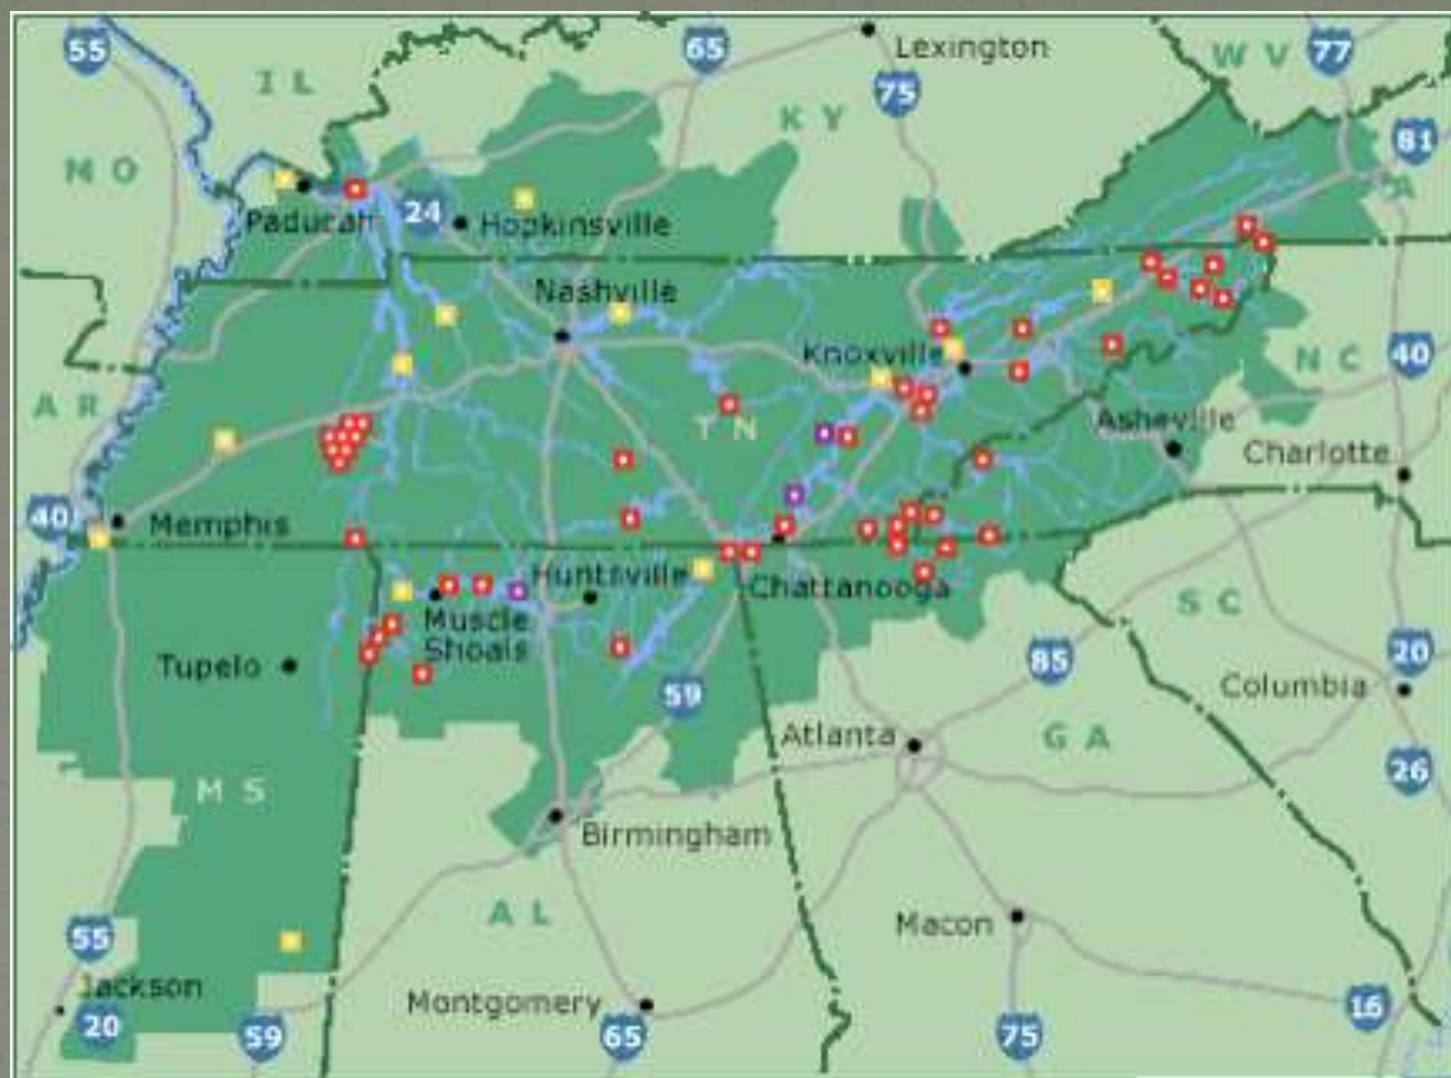 55
I L
65
Lexington
W V
77
75
K Y
81
M O
A
Paducah
24
Hopkinsville
Nashville
Knoxville
N C
40
A R
T N
Asheville
Charlotte
40
Memphis
Huntsville
Chattanooga
Muscle
Shoals
S C
Tupelo
85
20
59
Columbia
Atlanta
G A
M S
26
Birmingham
A L
Macon
55
Jackson
Montgomery
16
20
59
65
75